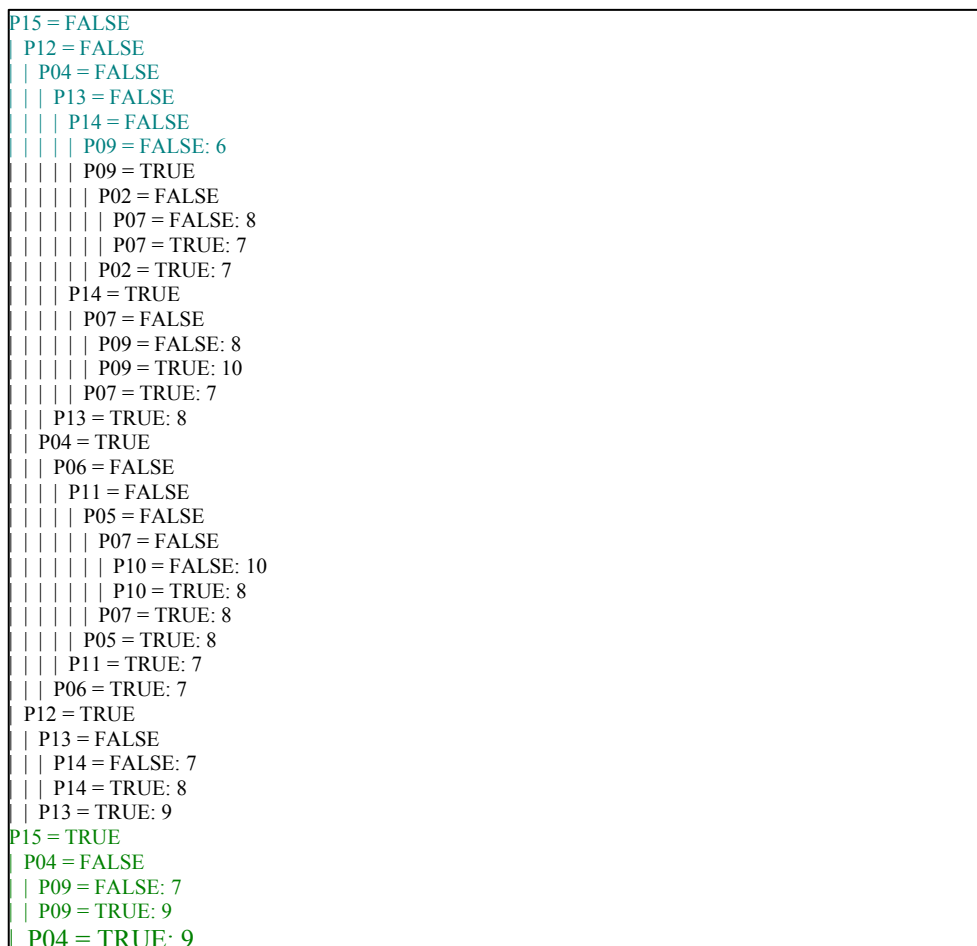 P15 = FALSE
| P12 = FALSE
| | P04 = FALSE
| | | P13 = FALSE
| | | | P14 = FALSE
| | | | | P09 = FALSE: 6
| | | | | P09 = TRUE
| | | | | | P02 = FALSE
| | | | | | | P07 = FALSE: 8
| | | | | | | P07 = TRUE: 7
| | | | | | P02 = TRUE: 7
| | | | P14 = TRUE
| | | | | P07 = FALSE
| | | | | | P09 = FALSE: 8
| | | | | | P09 = TRUE: 10
| | | | | P07 = TRUE: 7
| | | P13 = TRUE: 8
| | P04 = TRUE
| | | P06 = FALSE
| | | | P11 = FALSE
| | | | | P05 = FALSE
| | | | | | P07 = FALSE
| | | | | | | P10 = FALSE: 10
| | | | | | | P10 = TRUE: 8
| | | | | | P07 = TRUE: 8
| | | | | P05 = TRUE: 8
| | | | P11 = TRUE: 7
| | | P06 = TRUE: 7
| P12 = TRUE
| | P13 = FALSE
| | | P14 = FALSE: 7
| | | P14 = TRUE: 8
| | P13 = TRUE: 9
P15 = TRUE
| P04 = FALSE
| | P09 = FALSE: 7
| | P09 = TRUE: 9
| P04 = TRUE: 9